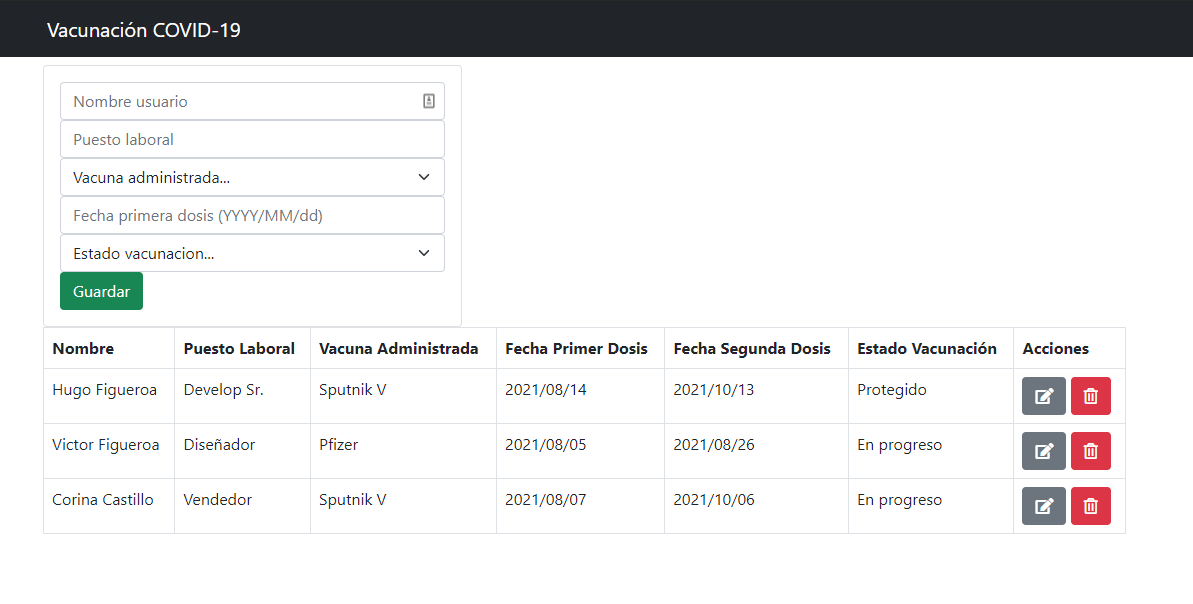 Vacunación COVID-19
Nombre usuario
Puesto laboral
Vacuna administrada...
Fecha primera dosis (YYYY/MM/dd)
Estado vacunacion...
Guardar
Nombre Puesto Laboral Vacuna Administrada Fecha Primer Dosis Fecha Segunda Dosis Estado Vacunación Acciones
Hugo Figueroa Develop Sr. Sputnik V 2021/08/14 2021/10/13 Protegido
Victor Figueroa Diseñador Pfizer 2021/08/05 2021/08/26 En progreso
Corina Castillo Vendedor Sputnik V 2021/08/07 2021/10/06 En progreso